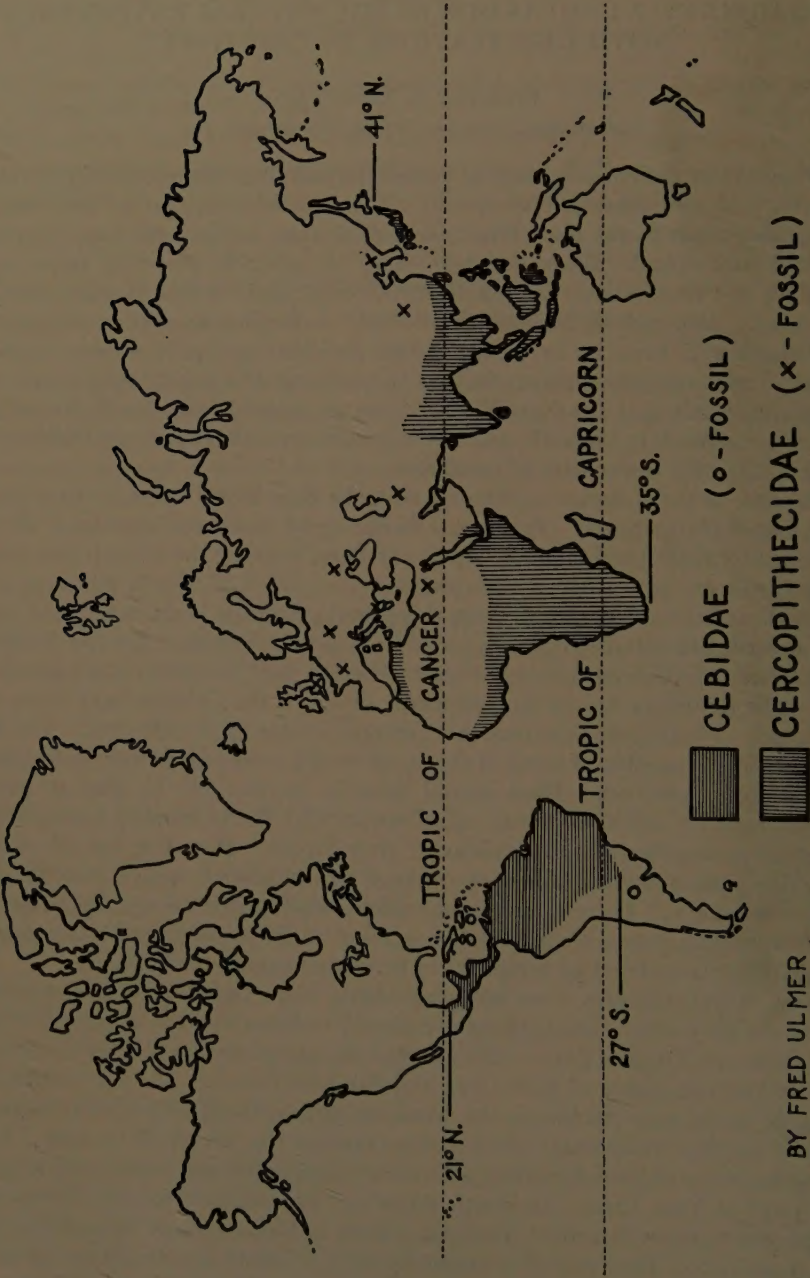 41° N.
TROPIC OF CANCER
21° N.
TROPIC OF CAPRICORN
27° S.
35° S.
CEBIDAE (o - FOSSIL)
CERCOPITHECIDAE (x - FOSSIL)
BY FRED ULMER